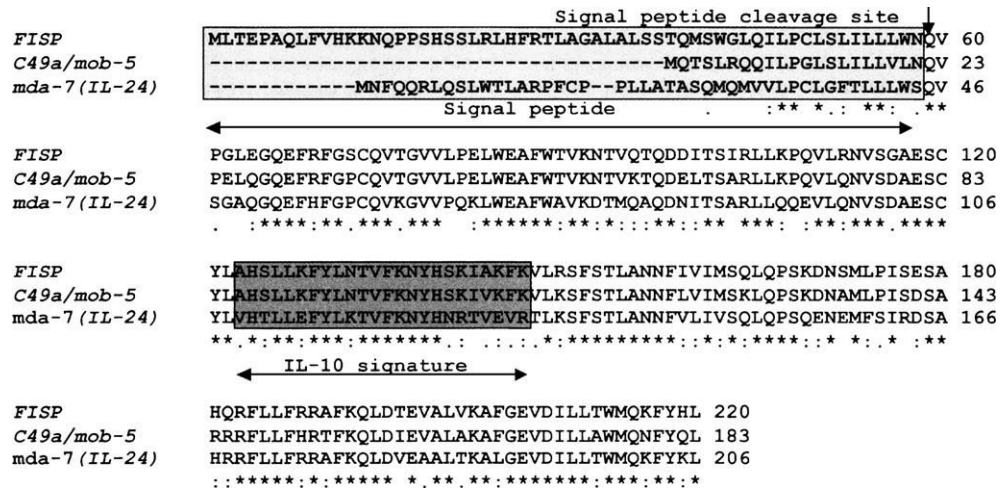 Signal peptide cleavage site
FISP MLTEPAQLFVHKKNQPPSHSSLRLHFRTLAGALALSSTQMSWGLQILPCLSLILLLWNQV 60
C49a/mob-5 -------------------------------------MQTSLRQQILPGLSLILLVLNQV 23
mda-7(IL-24) ------------MNFQQRLQSLWTLARPFCP--PLLATASQMQMVVLPCLGFTLLLWSQV 46
. :** *.: **: .**
Signal peptide
FISP PGLEGQEFRFGSCQVTGVVLPELWEAFWTVKNTVQTQDDITSIRLLKPQVLRNVSGAESC 120
C49a/mob-5 PELQGQEFRFGPCQVTGVVLPELWEAFWTVKNTVKTQDELTSARLLKPQVLQNVSDAESC 83
mda-7(IL-24) SGAQGQEFHFGPCQVKGVVPQKLWEAFWAVKDTMQAQDNITSARLLQQEVLQNVSDAESC 106
. :****:**.***.*** :******:**:*::.**::** ***: :**:***.****
FISP YLAHSLLKFYLNTVFKNYHSKIAKFKVLRSFSTLANNFIVIMSQLQPSKDNSMLPISESA 180
C49a/mob-5 YLAHSLLKFYLNTVFKNYHSKIVKFKVLKSFSTLANNFLVIMSKLQPSKDNAMLPISDSA 143
mda-7(IL-24) YLVHTLLEFYLKTVFKNYHNRTVEVRTLKSFSTLANNFVLIVSQLQPSQENEMFSIRDSA 166
**.*:**:***:*******.: .:.:.*:*********::*:*:****::* *:.* :**
IL-10 signature
FISP HQRFLLFRRAFKQLDTEVALVKAFGEVDILLTWMQKFYHL 220
C49a/mob-5 RRRFLLFHRTFKQLDIEVALAKAFGEVDILLAWMQNFYQL 183
mda-7(IL-24) HRRFLLFRRAFKQLDVEAALTKALGEVDILLTWMQKFYKL 206
::*****:*:***** *.**.**:*******:***:**:*